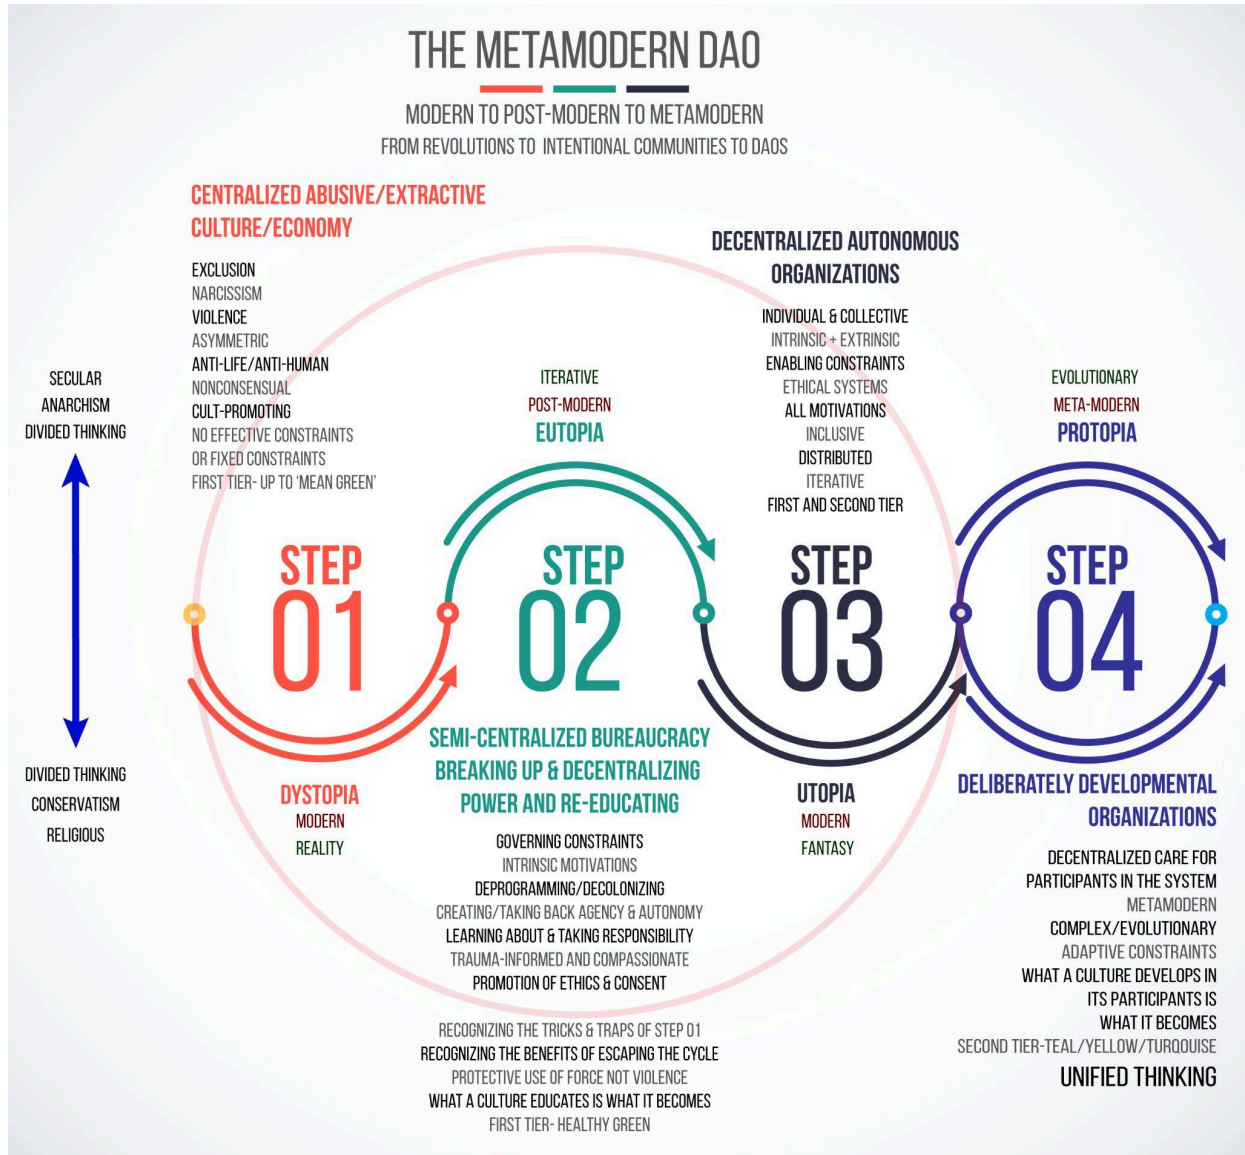 THE METAMODERN DAO
MODERN TO POST-MODERN TO METAMODERN
FROM REVOLUTIONS TO INTENTIONAL COMMUNITIES TO DAOS
SECULAR
ANARCHISM
DIVIDED THINKING
DIVIDED THINKING
CONSERVATISM
RELIGIOUS
CENTRALIZED ABUSIVE/EXTRACTIVE
CULTURE/ECONOMY
EXCLUSION
NARCISSISM
VIOLENCE
ASYMMETRIC
ANTI-LIFE/ANTI-HUMAN
NONCONSENSUAL
CULT-PROMOTING
NO EFFECTIVE CONSTRAINTS
OR FIXED CONSTRAINTS
FIRST TIER- UP TO ‘MEAN GREEN’
STEP
01
DYSTOPIA
MODERN
REALITY
ITERATIVE
POST-MODERN
EUTOPIA
STEP
02
SEMI-CENTRALIZED BUREAUCRACY
BREAKING UP & DECENTRALIZING
POWER AND RE-EDUCATING
GOVERNING CONSTRAINTS
INTRINSIC MOTIVATIONS
DEPROGRAMMING/DECOLONIZING
CREATING/TAKING BACK AGENCY & AUTONOMY
LEARNING ABOUT & TAKING RESPONSIBILITY
TRAUMA-INFORMED AND COMPASSIONATE
PROMOTION OF ETHICS & CONSENT
RECOGNIZING THE TRICKS & TRAPS OF STEP 01
RECOGNIZING THE BENEFITS OF ESCAPING THE CYCLE
PROTECTIVE USE OF FORCE NOT VIOLENCE
WHAT A CULTURE EDUCATES IS WHAT IT BECOMES
FIRST TIER- HEALTHY GREEN
DECENTRALIZED AUTONOMOUS
ORGANIZATIONS
INDIVIDUAL & COLLECTIVE
INTRINSIC + EXTRINSIC
ENABLING CONSTRAINTS
ETHICAL SYSTEMS
ALL MOTIVATIONS
INCLUSIVE
DISTRIBUTED
ITERATIVE
FIRST AND SECOND TIER
STEP
03
UTOPIA
MODERN
FANTASY
EVOLUTIONARY
META-MODERN
PROTOPIA
STEP
04
DELIBERATELY DEVELOPMENTAL
ORGANIZATIONS
DECENTRALIZED CARE FOR
PARTICIPANTS IN THE SYSTEM
METAMODERN
COMPLEX/EVOLUTIONARY
ADAPTIVE CONSTRAINTS
WHAT A CULTURE DEVELOPS IN
ITS PARTICIPANTS IS
WHAT IT BECOMES
SECOND TIER-TEAL/YELLOW/TURQOUISE
UNIFIED THINKING